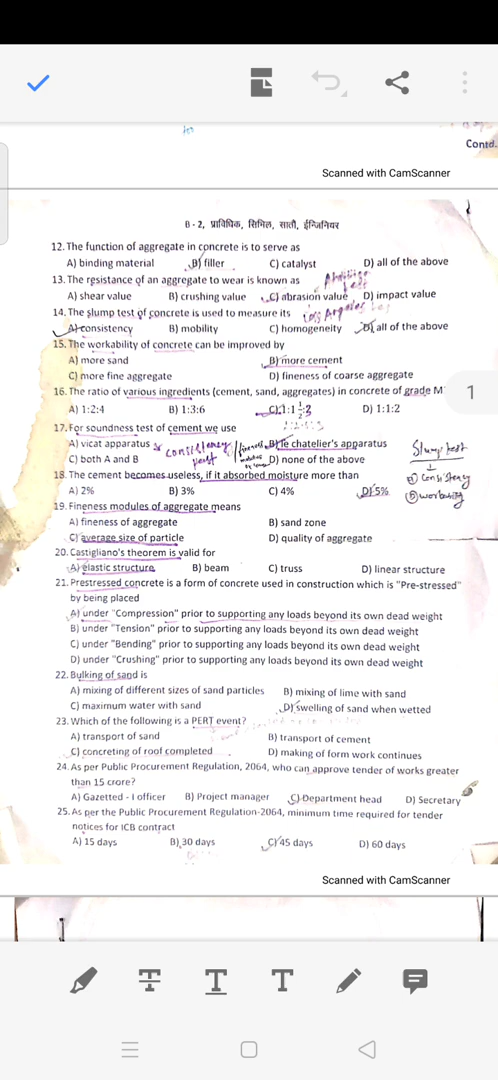 Contd.
Scanned with CamScanner
B - 2, प्राविधिक, सिभिल, सातौ, ईन्जिनियर
12. The function of aggregate in concrete is to serve as
A) binding material B) filler C) catalyst D) all of the above
13. The resistance of an aggregate to wear is known as
A) shear value B) crushing value C) abrasion value D) impact value
14. The slump test of concrete is used to measure its Los Angeles
A) consistency B) mobility C) homogeneity D) all of the above
15. The workability of concrete can be improved by
A) more sand B) more cement
C) more fine aggregate D) fineness of coarse aggregate
16. The ratio of various ingredients (cement, sand, aggregates) in concrete of grade M
1
A) 1:2:4 B) 1:3:6 C) 1:1½:3 D) 1:1:2
17. For soundness test of cement we use
A) vicat apparatus consistency B) le chatelier's apparatus
Slump test
C) both A and B D) none of the above
① consistency
18. The cement becomes useless, if it absorbed moisture more than
A) 2% B) 3% C) 4% D) 5%
② workability
19. Fineness modules of aggregate means
A) fineness of aggregate B) sand zone
C) average size of particle D) quality of aggregate
20. Castigliano's theorem is valid for
A) elastic structure B) beam C) truss D) linear structure
21. Prestressed concrete is a form of concrete used in construction which is "Pre-stressed"
by being placed
A) under "Compression" prior to supporting any loads beyond its own dead weight
B) under "Tension" prior to supporting any loads beyond its own dead weight
C) under "Bending" prior to supporting any loads beyond its own dead weight
D) under "Crushing" prior to supporting any loads beyond its own dead weight
22. Bulking of sand is
A) mixing of different sizes of sand particles B) mixing of lime with sand
C) maximum water with sand D) swelling of sand when wetted
23. Which of the following is a PERT event?
A) transport of sand B) transport of cement
C) concreting of roof completed D) making of form work continues
24. As per Public Procurement Regulation, 2064, who can approve tender of works greater
than 15 crore?
A) Gazetted - I officer B) Project manager C) Department head D) Secretary
25. As per the Public Procurement Regulation-2064, minimum time required for tender
notices for ICB contract
A) 15 days B) 30 days C) 45 days D) 60 days
Scanned with CamScanner